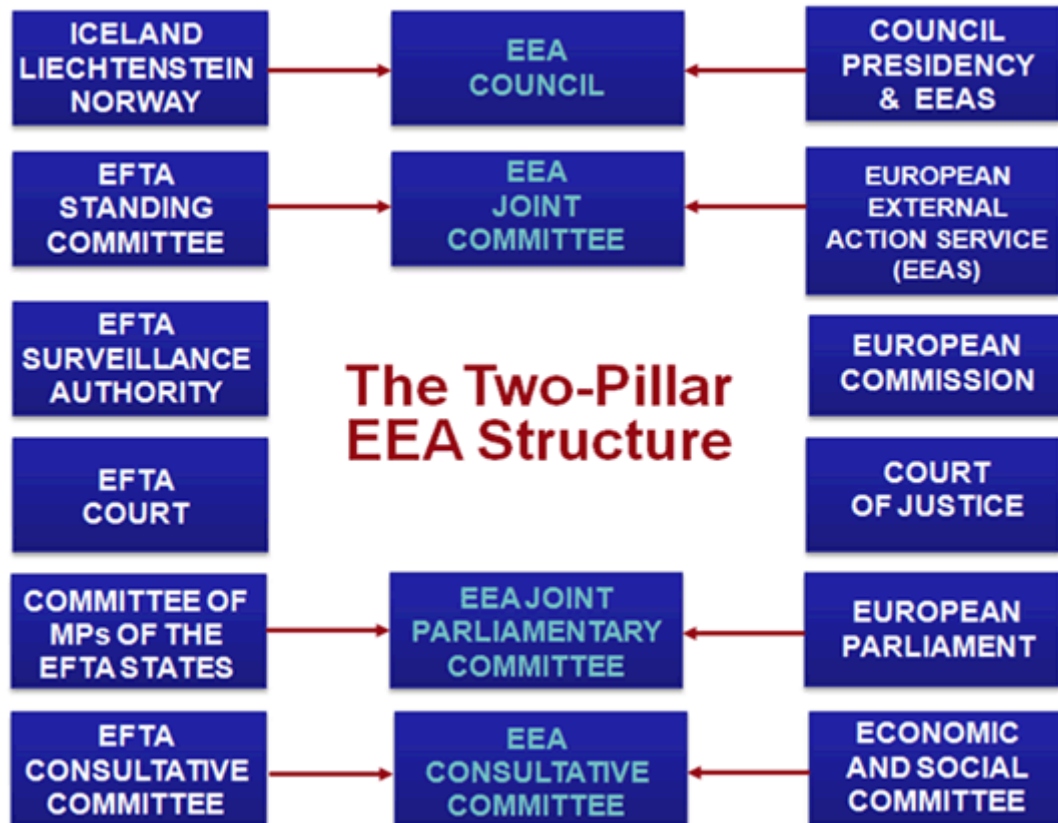 ICELAND
LIECHTENSTEIN
NORWAY
EEA
COUNCIL
COUNCIL
PRESIDENCY
& EEAS
EFTA
STANDING
COMMITTEE
EEA
JOINT
COMMITTEE
EUROPEAN
EXTERNAL
ACTION SERVICE
(EEAS)
EFTA
SURVEILLANCE
AUTHORITY
The Two-Pillar
EEA Structure
EUROPEAN
COMMISSION
EFTA
COURT
COURT
OF JUSTICE
COMMITTEE OF
MPs OF THE
EFTA STATES
EEA JOINT
PARLIAMENTARY
COMMITTEE
EUROPEAN
PARLIAMENT
EFTA
CONSULTATIVE
COMMITTEE
EEA
CONSULTATIVE
COMMITTEE
ECONOMIC
AND SOCIAL
COMMITTEE